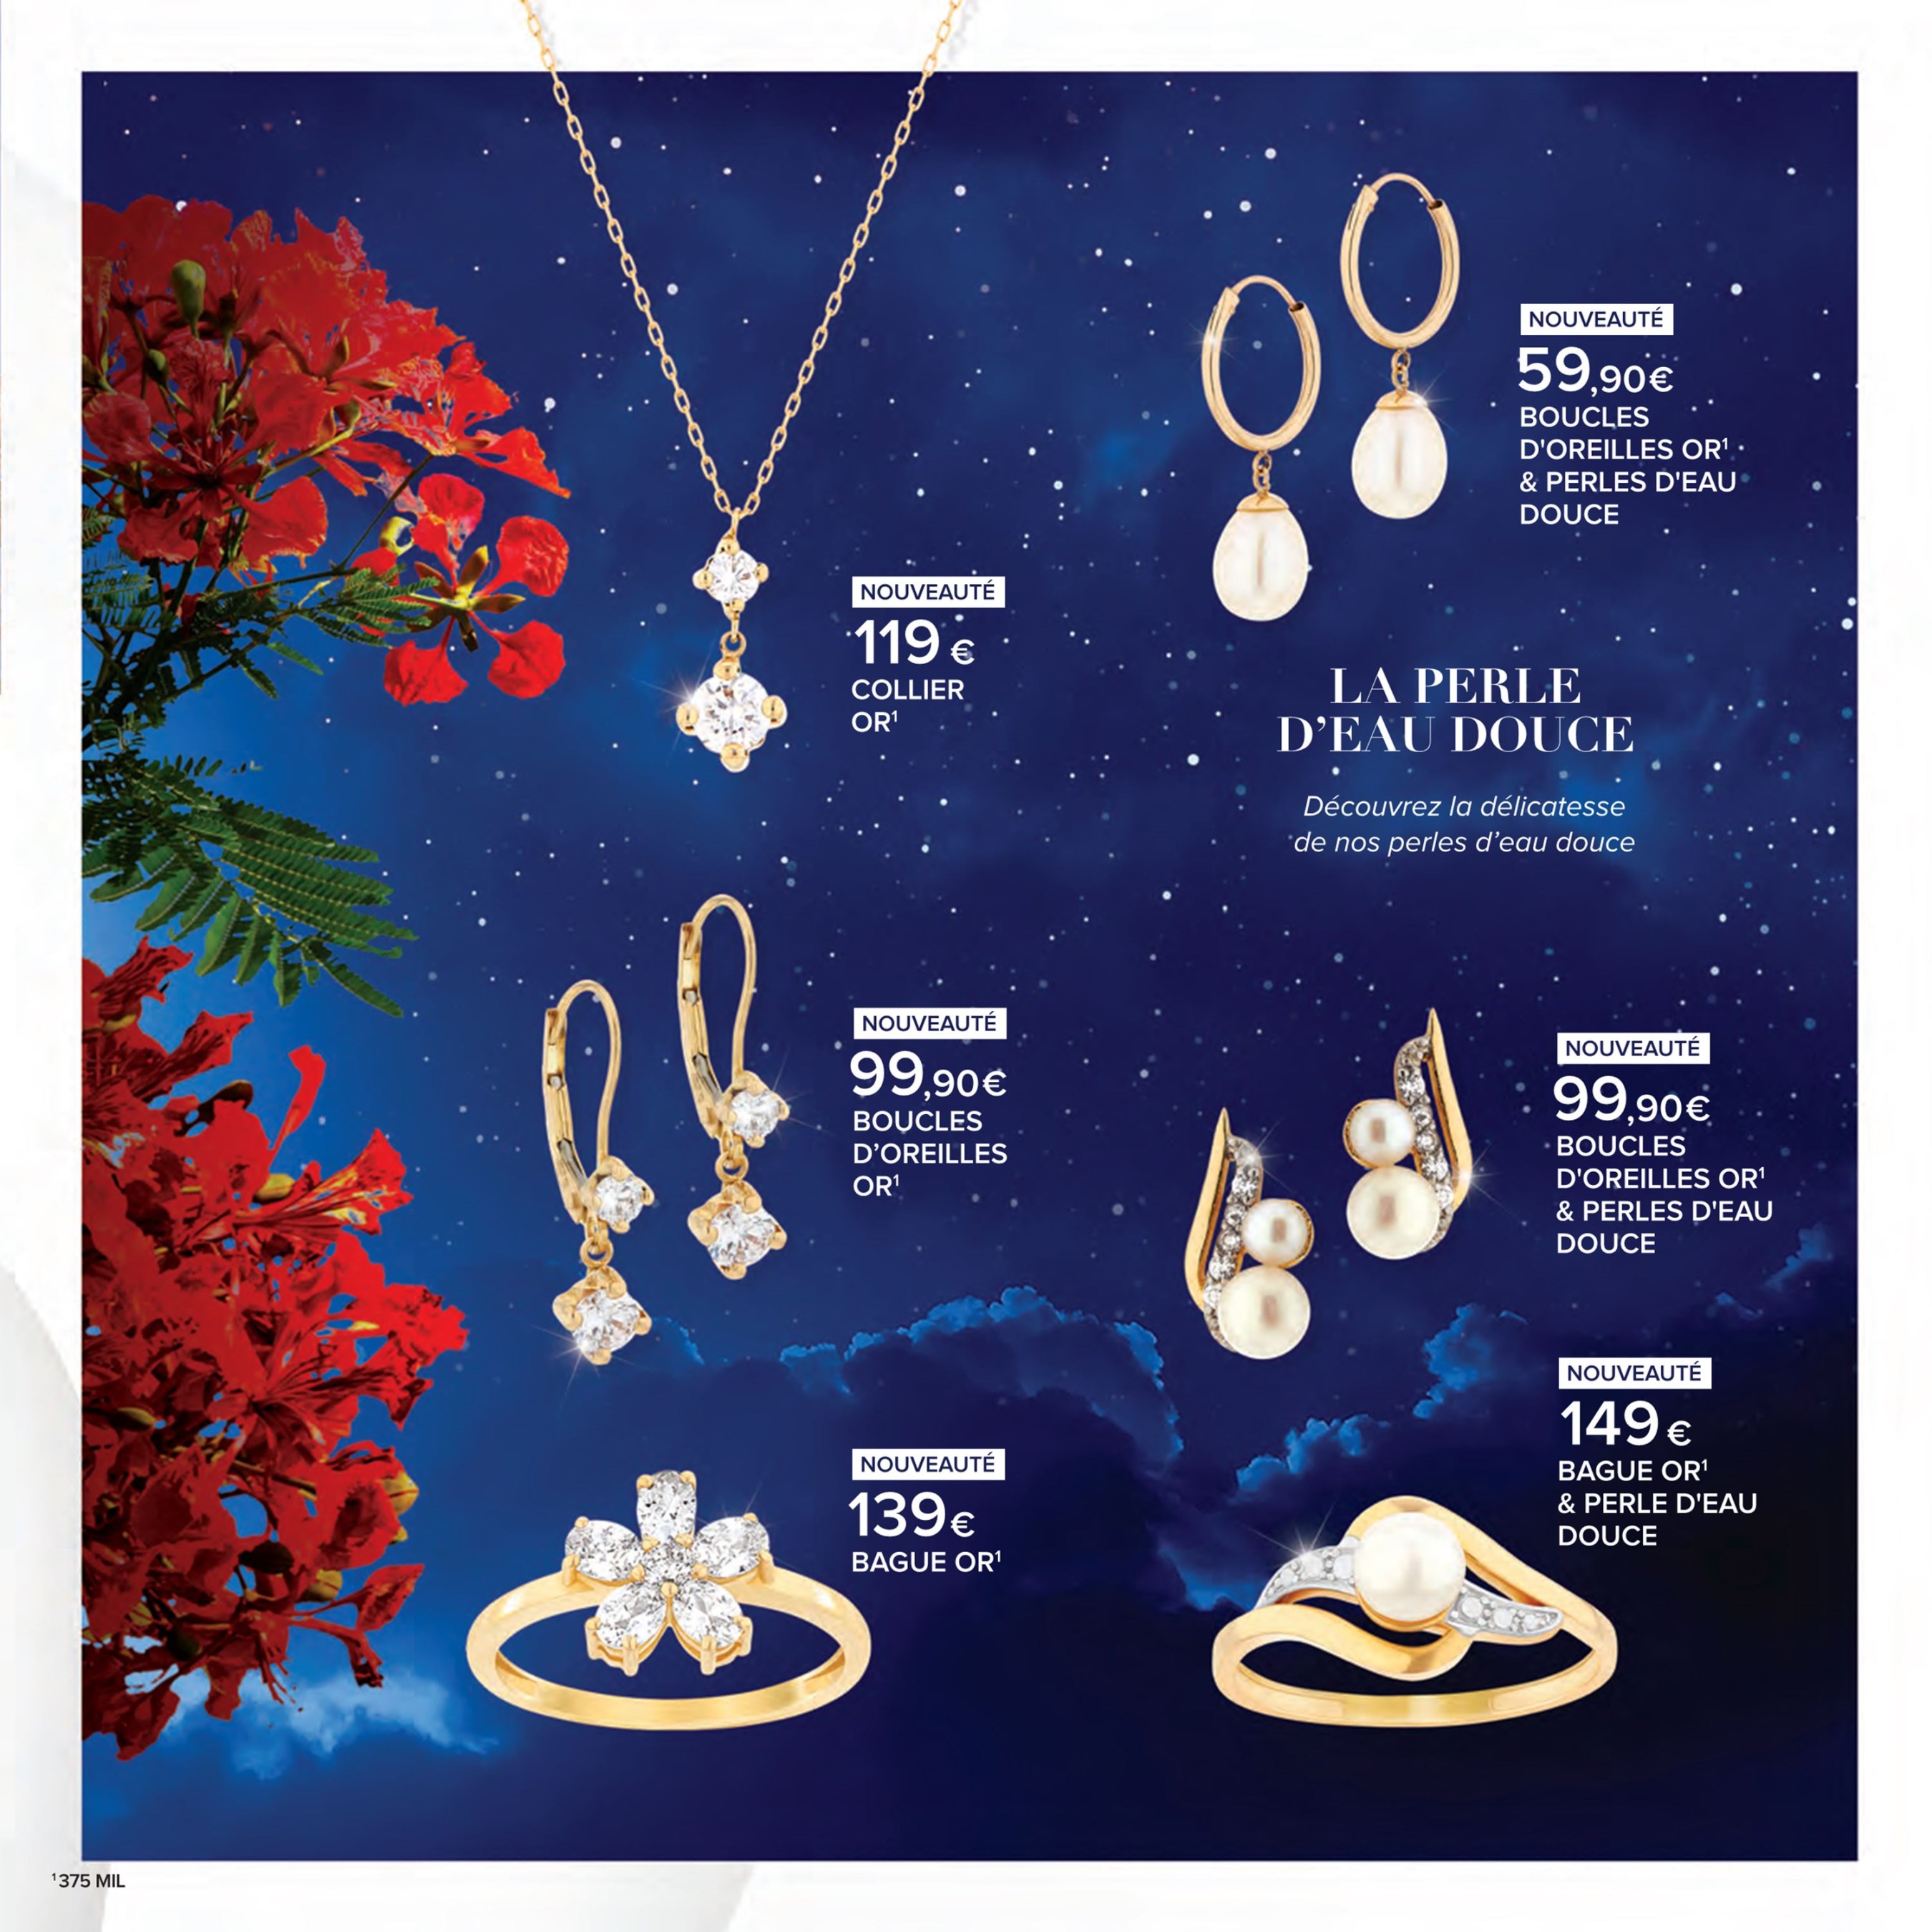 NOUVEAUTÉ
119 €
COLLIER
OR¹
NOUVEAUTÉ
99,90€
BOUCLES
D’OREILLES
OR¹
NOUVEAUTÉ
139€
BAGUE OR¹
NOUVEAUTÉ
59,90€
BOUCLES
D'OREILLES OR¹
& PERLES D'EAU
DOUCE
LA PERLE
D’EAU DOUCE
Découvrez la délicatesse
de nos perles d’eau douce
NOUVEAUTÉ
99,90€
BOUCLES
D'OREILLES OR¹
& PERLES D'EAU
DOUCE
NOUVEAUTÉ
149 €
BAGUE OR¹
& PERLE D'EAU
DOUCE
¹ 375 MIL